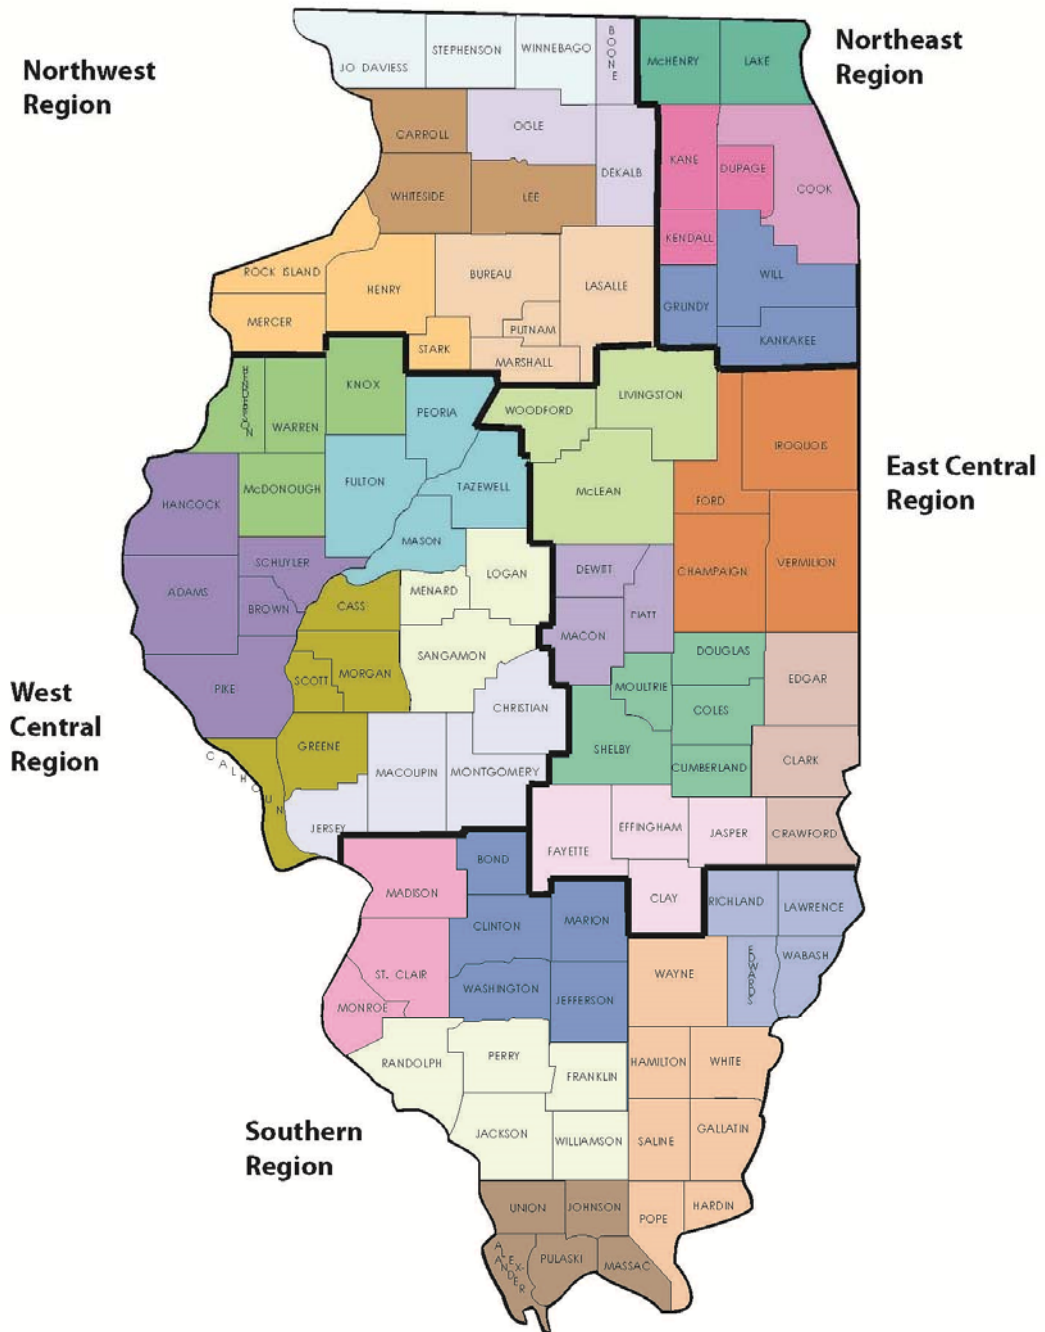 Northwest
Region
Northeast
Region
JO DAVIESS
STEPHENSON
WINNEBAGO
BOONE
McHENRY
LAKE
CARROLL
OGLE
DEKALB
KANE
DUPAGE
COOK
WHITESIDE
LEE
KENDALL
ROCK ISLAND
HENRY
BUREAU
LASALLE
GRUNDY
WILL
MERCER
STARK
PUTNAM
MARSHALL
KANKAKEE
HENDERSON
WARREN
KNOX
PEORIA
WOODFORD
LIVINGSTON
IROQUOIS
East Central
Region
HANCOCK
McDONOUGH
FULTON
TAZEWELL
McLEAN
FORD
MASON
SCHUYLER
ADAMS
BROWN
CASS
MENARD
LOGAN
DEWITT
PIATT
CHAMPAIGN
VERMILION
MACON
SANGAMON
DOUGLAS
West
Central
Region
PIKE
SCOTT
MORGAN
CHRISTIAN
MOULTRIE
COLES
EDGAR
CALHOUN
GREENE
MACOUPIN
MONTGOMERY
SHELBY
CUMBERLAND
CLARK
JERSEY
FAYETTE
EFFINGHAM
JASPER
CRAWFORD
MADISON
BOND
CLAY
RICHLAND
LAWRENCE
CLINTON
MARION
ST. CLAIR
WAYNE
EDWARDS
WABASH
MONROE
WASHINGTON
JEFFERSON
RANDOLPH
PERRY
FRANKLIN
HAMILTON
WHITE
Southern
Region
JACKSON
WILLIAMSON
SALINE
GALLATIN
UNION
JOHNSON
POPE
HARDIN
ALEXANDER
PULASKI
MASSAC